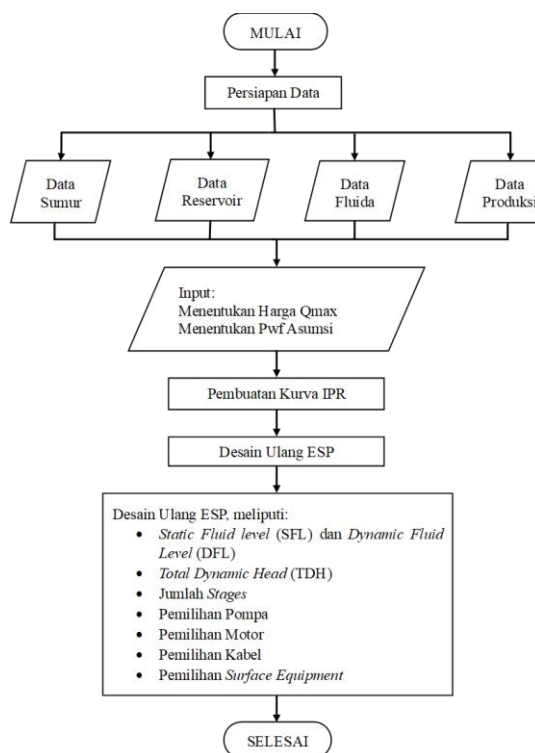 MULAI
Persiapan Data
Data
Sumur
Data
Reservoir
Data
Fluida
Data
Produksi
Input:
Menentukan Harga Qmax
Menentukan Pwf Asumsi
Pembuatan Kurva IPR
Desain Ulang ESP
Desain Ulang ESP, meliputi:
• Static Fluid level (SFL) dan Dynamic Fluid
Level (DFL)
• Total Dynamic Head (TDH)
• Jumlah Stages
• Pemilihan Pompa
• Pemilihan Motor
• Pemilihan Kabel
• Pemilihan Surface Equipment
SELESAI